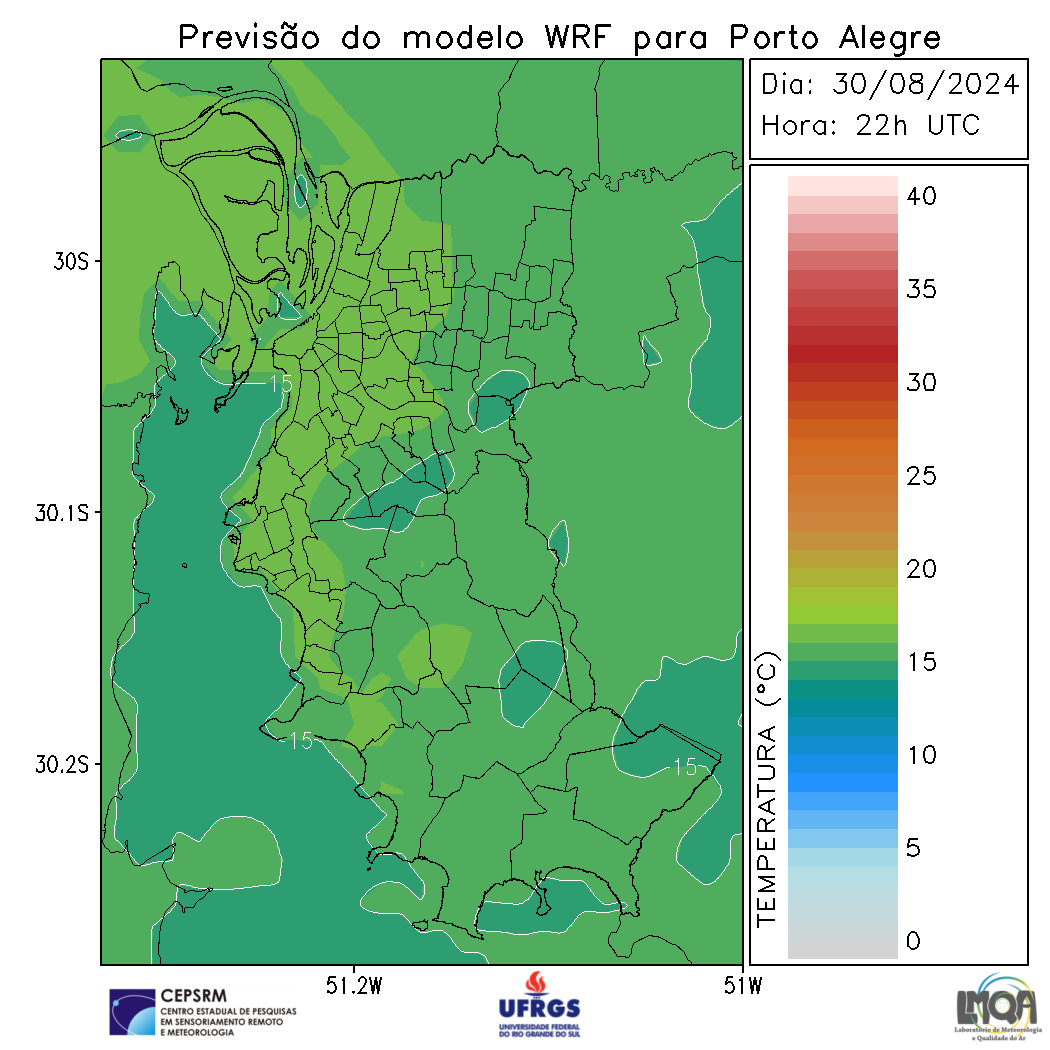 Previsão do modelo WRF para Porto Alegre
Dia: 30/08/2024
Hora: 22h UTC
40
35
30
25
20
15
10
5
0
TEMPERATURA (°C)
30S
30.1S
30.2S
51.2W
51W
15
15
15
CEPSRM
CENTRO ESTADUAL DE PESQUISAS
EM SENSORIAMENTO REMOTO
E METEOROLOGIA
UFRGS
UNIVERSIDADE FEDERAL
DO RIO GRANDE DO SUL
LMQA
Laboratório de Meteorologia
e Qualidade do Ar